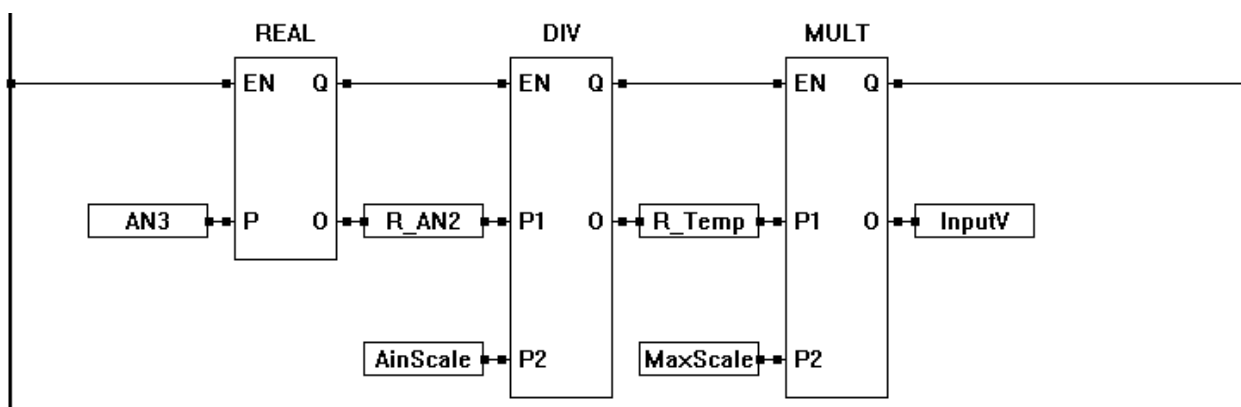 REAL DIV MULT
EN Q EN Q EN Q
AN3 P O R_AN2 P1 O R_Temp P1 O InputV
AinScale P2 MaxScale P2